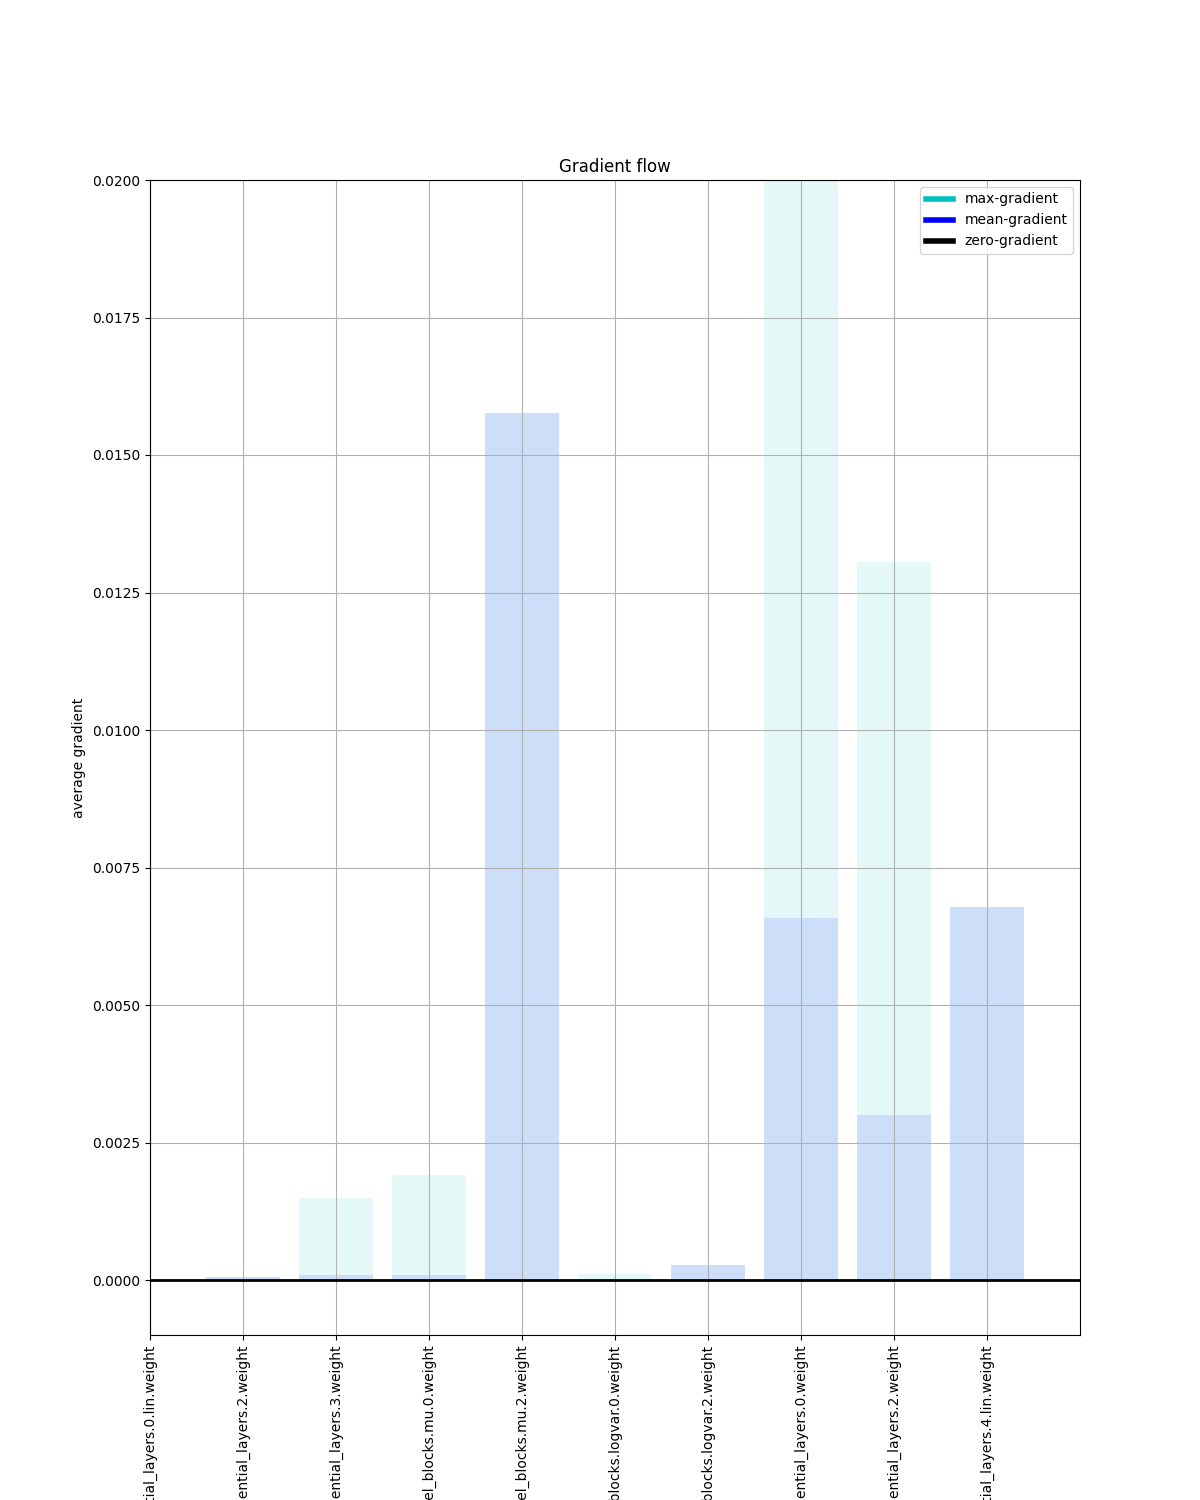 Gradient flow
max-gradient
mean-gradient
zero-gradient
0.0200
0.0175
0.0150
0.0125
0.0100
0.0075
0.0050
0.0025
0.0000
average gradient
tial_layers.0.lin.weight
ential_layers.2.weight
ential_layers.3.weight
el_blocks.mu.0.weight
el_blocks.mu.2.weight
blocks.logvar.0.weight
blocks.logvar.2.weight
ential_layers.0.weight
ential_layers.2.weight
tial_layers.4.lin.weight